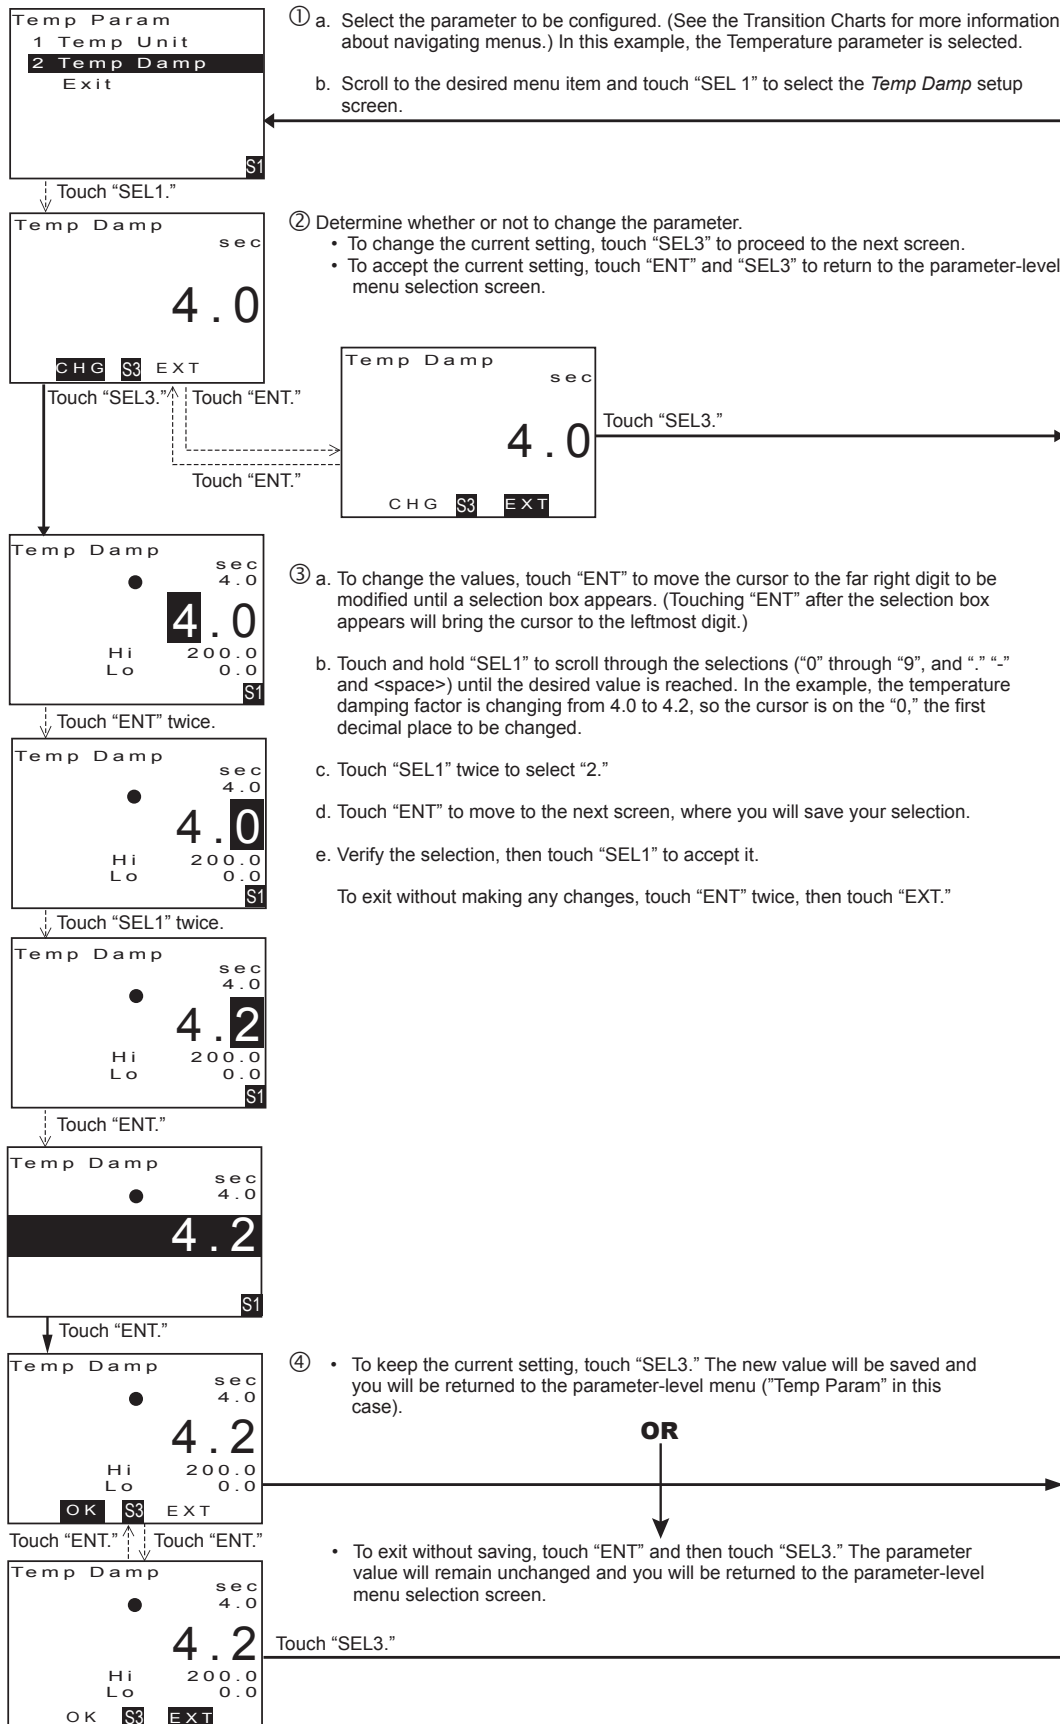 Temp Param
1 Temp Unit
2 Temp Damp
Exit
S1
① a. Select the parameter to be configured. (See the Transition Charts for more information
about navigating menus.) In this example, the Temperature parameter is selected.
b. Scroll to the desired menu item and touch “SEL 1” to select the Temp Damp setup
screen.
Touch “SEL1.”
Temp Damp
sec
4.0
CHG S3 EXT
② Determine whether or not to change the parameter.
• To change the current setting, touch “SEL3” to proceed to the next screen.
• To accept the current setting, touch “ENT” and “SEL3” to return to the parameter-level
menu selection screen.
Touch “SEL3.”
Touch “ENT.”
Touch “ENT.”
Temp Damp
sec
4.0
CHG S3 EXT
Touch “SEL3.”
Temp Damp
sec
4.0
4.0
Hi 200.0
Lo 0.0
S1
③ a. To change the values, touch “ENT” to move the cursor to the far right digit to be
modified until a selection box appears. (Touching “ENT” after the selection box
appears will bring the cursor to the leftmost digit.)
b. Touch and hold “SEL1” to scroll through the selections (“0” through “9”, and “.” “-”
and <space>) until the desired value is reached. In the example, the temperature
damping factor is changing from 4.0 to 4.2, so the cursor is on the “0,” the first
decimal place to be changed.
c. Touch “SEL1” twice to select “2.”
d. Touch “ENT” to move to the next screen, where you will save your selection.
e. Verify the selection, then touch “SEL1” to accept it.
To exit without making any changes, touch “ENT” twice, then touch “EXT.”
Touch “ENT” twice.
Temp Damp
sec
4.0
4.0
Hi 200.0
Lo 0.0
S1
Touch “SEL1” twice.
Temp Damp
sec
4.0
4.2
Hi 200.0
Lo 0.0
S1
Touch “ENT.”
Temp Damp
sec
4.0
4.2
S1
Touch “ENT.”
Temp Damp
sec
4.0
4.2
Hi 200.0
Lo 0.0
OK S3 EXT
④ • To keep the current setting, touch “SEL3.” The new value will be saved and
you will be returned to the parameter-level menu (”Temp Param” in this
case).
OR
• To exit without saving, touch “ENT” and then touch “SEL3.” The parameter
value will remain unchanged and you will be returned to the parameter-level
menu selection screen.
Touch “ENT.”
Touch “ENT.”
Temp Damp
sec
4.0
4.2
Hi 200.0
Lo 0.0
OK S3 EXT
Touch “SEL3.”